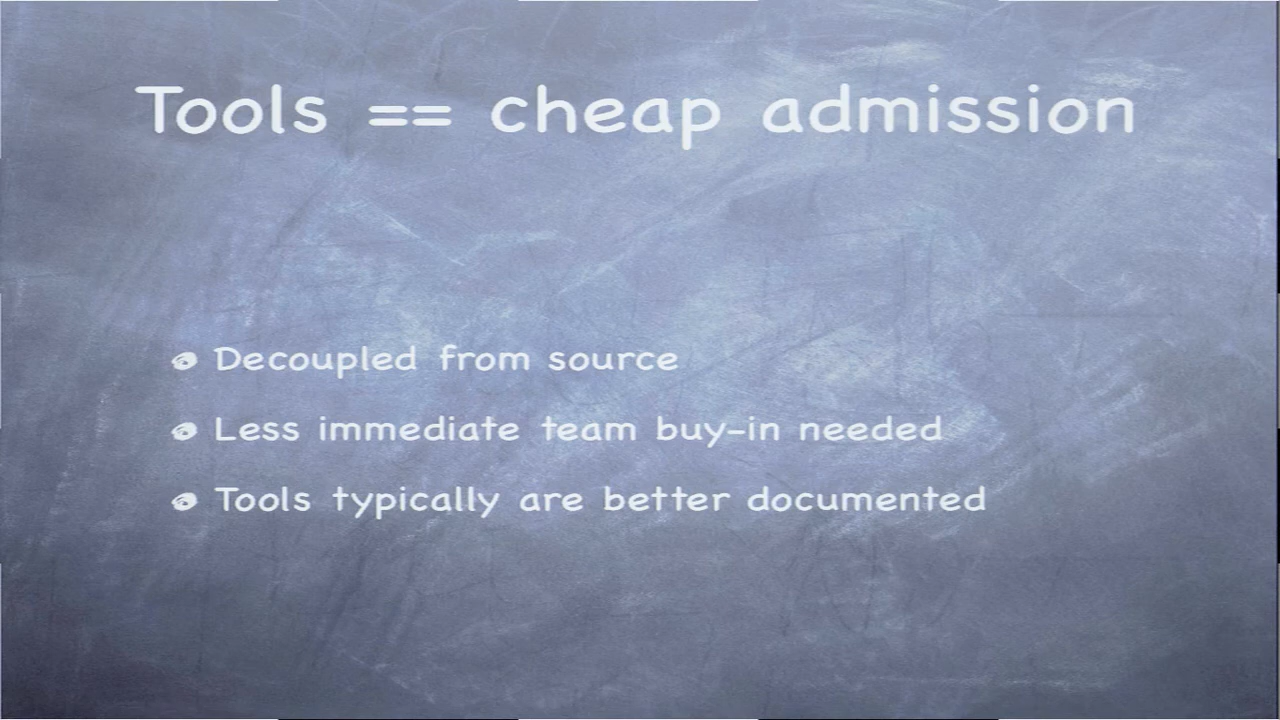 Tools == cheap admission
Decoupled from source
Less immediate team buy-in needed
Tools typically are better documented